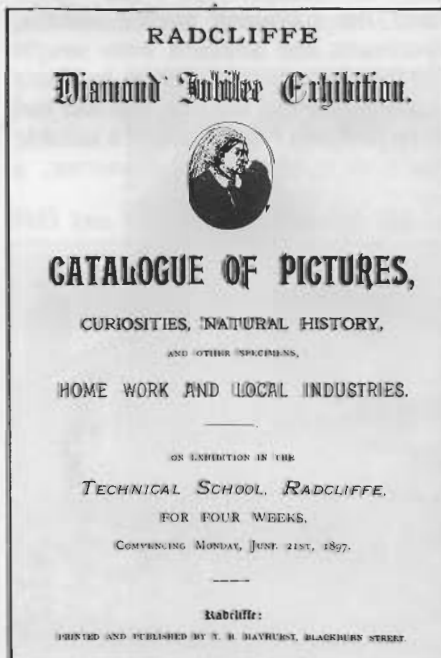 RADCLIFFE
Diamond Jubilee Exhibition.
CATALOGUE OF PICTURES,
CURIOSITIES, NATURAL HISTORY,
AND OTHER SPECIMENS,
HOME WORK AND LOCAL INDUSTRIES.
ON EXHIBITION IN THE
TECHNICAL SCHOOL, RADCLIFFE,
FOR FOUR WEEKS,
COMMENCING MONDAY, JUNE 21ST, 1897.
Radcliffe:
PRINTED AND PUBLISHED BY T. H. HAYHURST, BLACKBURN STREET.